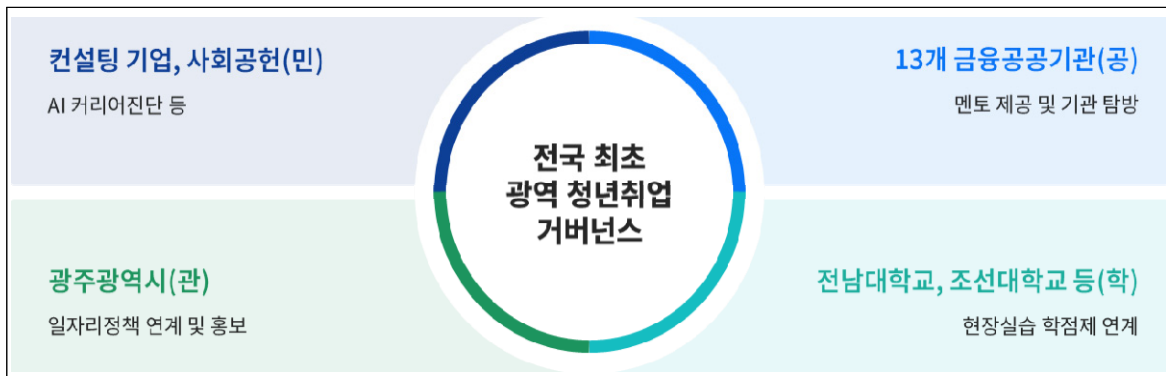 컨설팅 기업, 사회공헌(민)
AI 커리어진단 등
13개 금융공공기관(공)
멘토 제공 및 기관 탐방
전국 최초
광역 청년취업
거버넌스
광주광역시(관)
일자리정책 연계 및 홍보
전남대학교, 조선대학교 등(학)
현장실습 학점제 연계